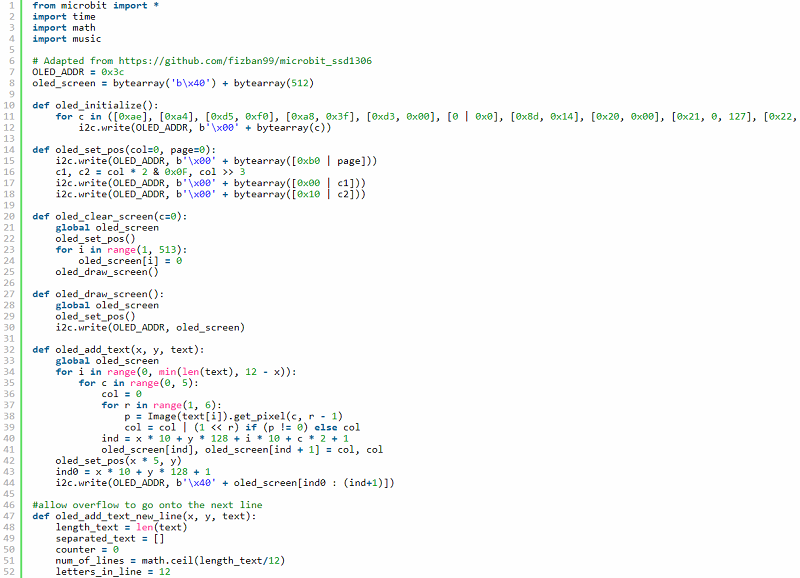 1 from microbit import *
2 import time
3 import math
4 import music
5
6 # Adapted from https://github.com/fizban99/microbit_ssd1306
7 OLED_ADDR = 0x3c
8 oled_screen = bytearray('b\x40') + bytearray(512)
9
10 def oled_initialize():
11     for c in ([0xae], [0xa4], [0xd5, 0xf0], [0xa8, 0x3f], [0xd3, 0x00], [0 | 0x0], [0x8d, 0x14], [0x20, 0x00], [0x21, 0, 127], [0x22,
12         i2c.write(OLED_ADDR, b'\x00' + bytearray(c))
13
14 def oled_set_pos(col=0, page=0):
15     i2c.write(OLED_ADDR, b'\x00' + bytearray([0xb0 | page]))
16     c1, c2 = col * 2 & 0x0F, col >> 3
17     i2c.write(OLED_ADDR, b'\x00' + bytearray([0x00 | c1]))
18     i2c.write(OLED_ADDR, b'\x00' + bytearray([0x10 | c2]))
19
20 def oled_clear_screen(c=0):
21     global oled_screen
22     oled_set_pos()
23     for i in range(1, 513):
24         oled_screen[i] = 0
25     oled_draw_screen()
26
27 def oled_draw_screen():
28     global oled_screen
29     oled_set_pos()
30     i2c.write(OLED_ADDR, oled_screen)
31
32 def oled_add_text(x, y, text):
33     global oled_screen
34     for i in range(0, min(len(text), 12 - x)):
35         for c in range(0, 5):
36             col = 0
37             for r in range(1, 6):
38                 p = Image(text[i]).get_pixel(c, r - 1)
39                 col = col | (1 << r) if (p != 0) else col
40             ind = x * 10 + y * 128 + i * 10 + c * 2 + 1
41             oled_screen[ind], oled_screen[ind + 1] = col, col
42     oled_set_pos(x * 5, y)
43     ind0 = x * 10 + y * 128 + 1
44     i2c.write(OLED_ADDR, b'\x40' + oled_screen[ind0 : (ind+1)])
45
46 #allow overflow to go onto the next line
47 def oled_add_text_new_line(x, y, text):
48     length_text = len(text)
49     separated_text = []
50     counter = 0
51     num_of_lines = math.ceil(length_text/12)
52     letters_in_line = 12